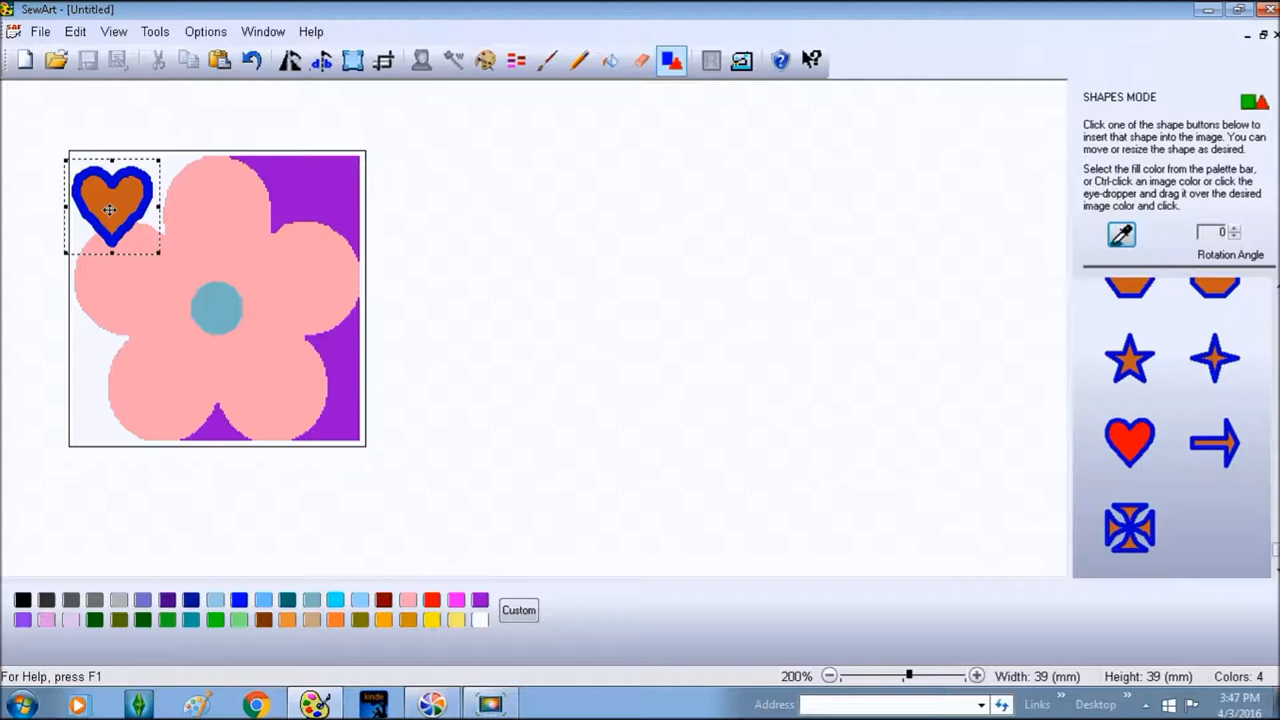 SewArt - [Untitled]
File Edit View Tools Options Window Help
SHAPES MODE
Click one of the shape buttons below to
insert that shape into the image. You can
move or resize the shape as desired.
Select the fill color from the palette bar,
or Ctrl-click an image color or click the
eye-dropper and drag it over the desired
image color and click.
0
Rotation Angle
Custom
For Help, press F1
200%
Width: 39 (mm)
Height: 39 (mm)
Colors: 4
kindle
Address
Links »
Desktop »
3:47 PM
4/3/2016